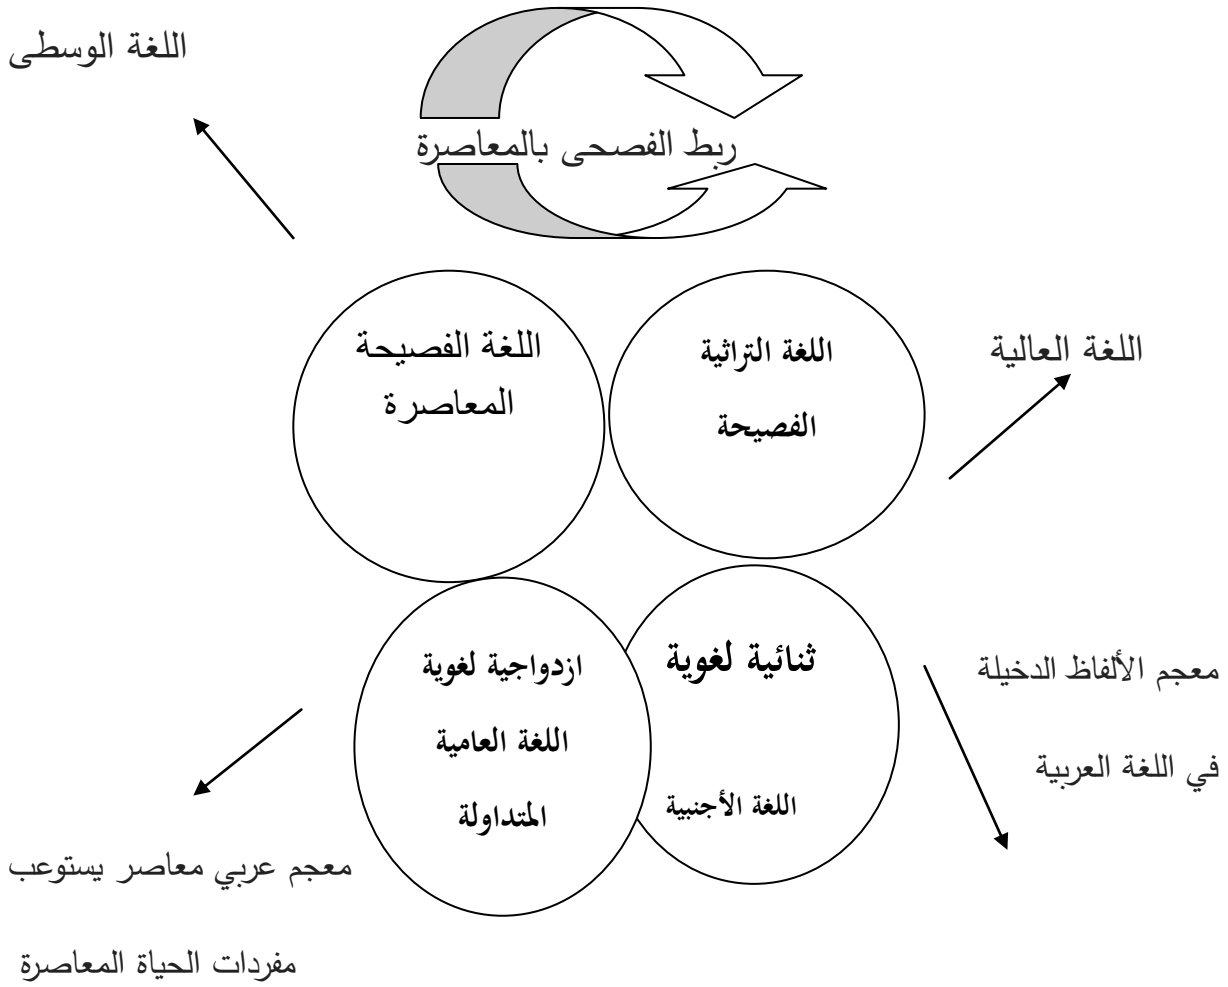 اللغة الوسطى
ربط الفصحى بالمعاصرة
اللغة التراثية
الفصيحة
اللغة الفصيحة
المعاصرة
اللغة العالية
ثنائية لغوية
اللغة الأجنبية
ازدواجية لغوية
اللغة العامية
المتداولة
معجم الألفاظ الدخيلة
في اللغة العربية
معجم عربي معاصر يستوعب
مفردات الحياة المعاصرة